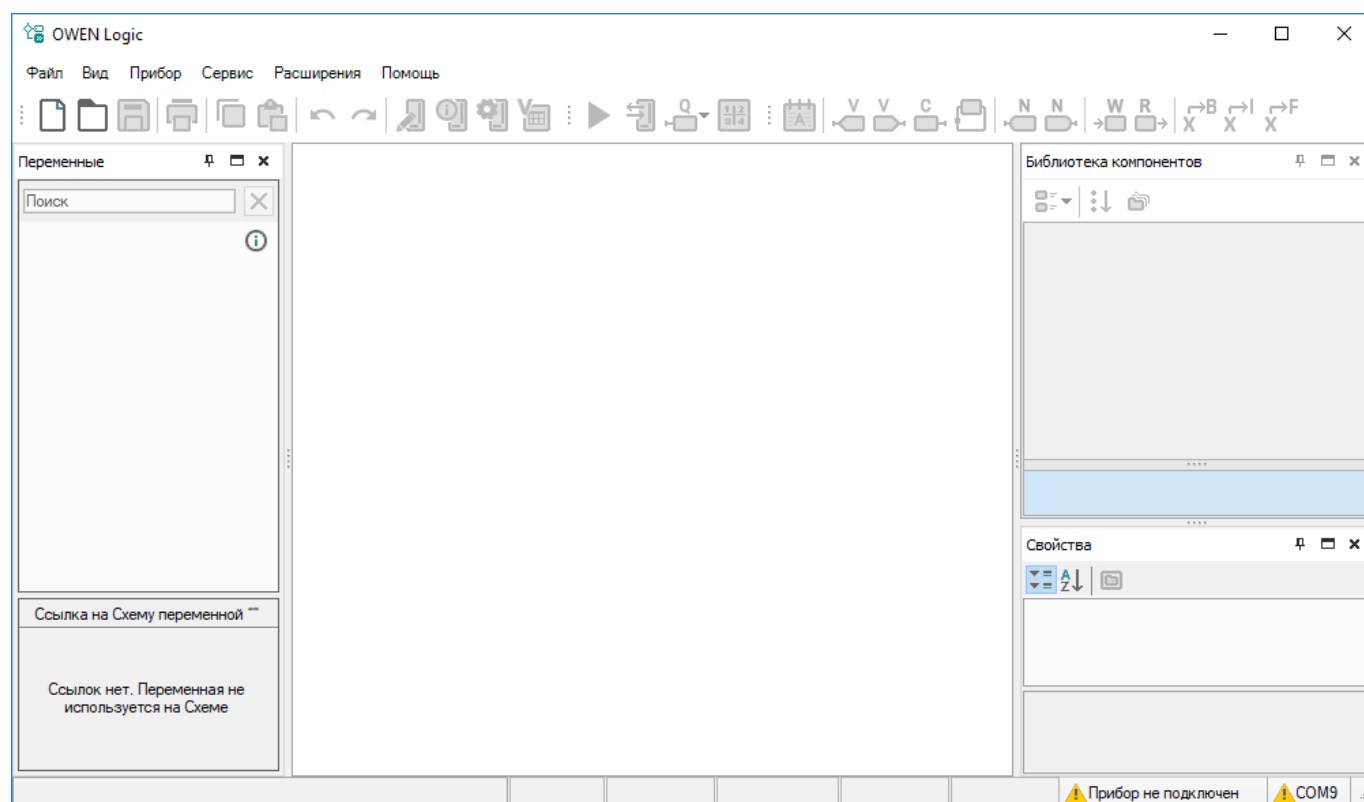 OWEN Logic
Файл Вид Прибор Сервис Расширения Помощь
Переменные
Поиск
Ссылка на Схему переменной ""
Ссылок нет. Переменная не
используется на Схеме
Библиотека компонентов
Свойства
Прибор не подключен
COM9